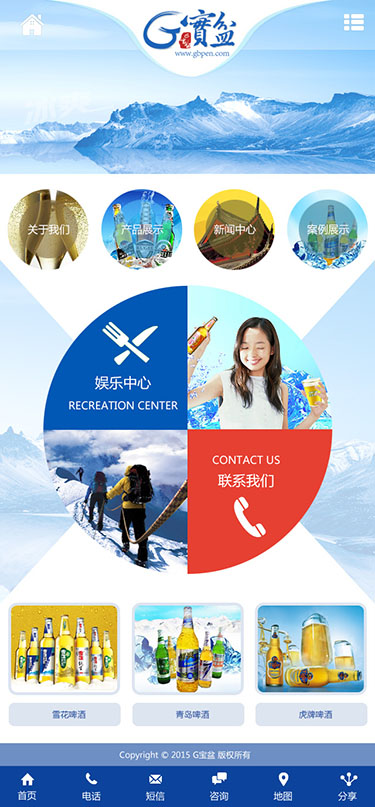 G寶盆
www.gbpen.com
关于我们
产品展示
新闻中心
案例展示
娱乐中心
RECREATION CENTER
CONTACT US
联系我们
雪花啤酒
青岛啤酒
虎牌啤酒
Copyright © 2015 G宝盆 版权所有
首页
电话
短信
咨询
地图
分享